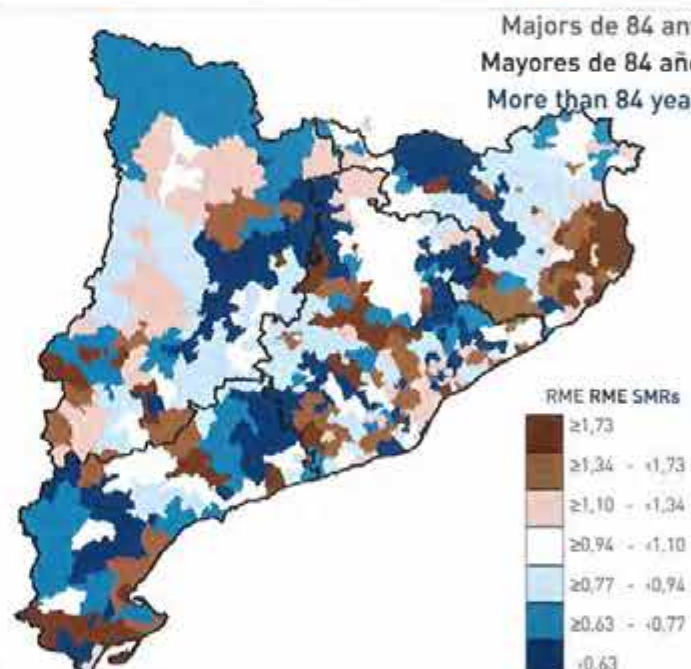 Majors de 84 an
Mayores de 84 año
More than 84 yea
RME RME SMRs
≥1,73
≥1,34 - <1,73
≥1,10 - <1,34
≥0,94 - <1,10
≥0,77 - <0,94
≥0,63 - <0,77
<0,63